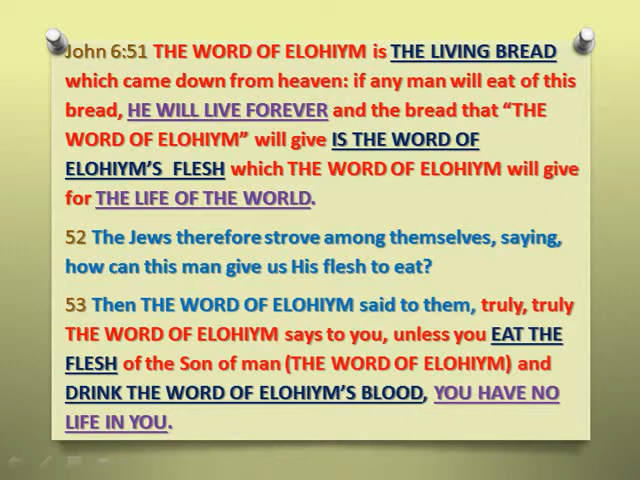 John 6:51 THE WORD OF ELOHIYM is THE LIVING BREAD
which came down from heaven: if any man will eat of this
bread, HE WILL LIVE FOREVER and the bread that “THE
WORD OF ELOHIYM” will give IS THE WORD OF
ELOHIYM’S FLESH which THE WORD OF ELOHIYM will give
for THE LIFE OF THE WORLD.
52 The Jews therefore strove among themselves, saying,
how can this man give us His flesh to eat?
53 Then THE WORD OF ELOHIYM said to them, truly, truly
THE WORD OF ELOHIYM says to you, unless you EAT THE
FLESH of the Son of man (THE WORD OF ELOHIYM) and
DRINK THE WORD OF ELOHIYM’S BLOOD, YOU HAVE NO
LIFE IN YOU.